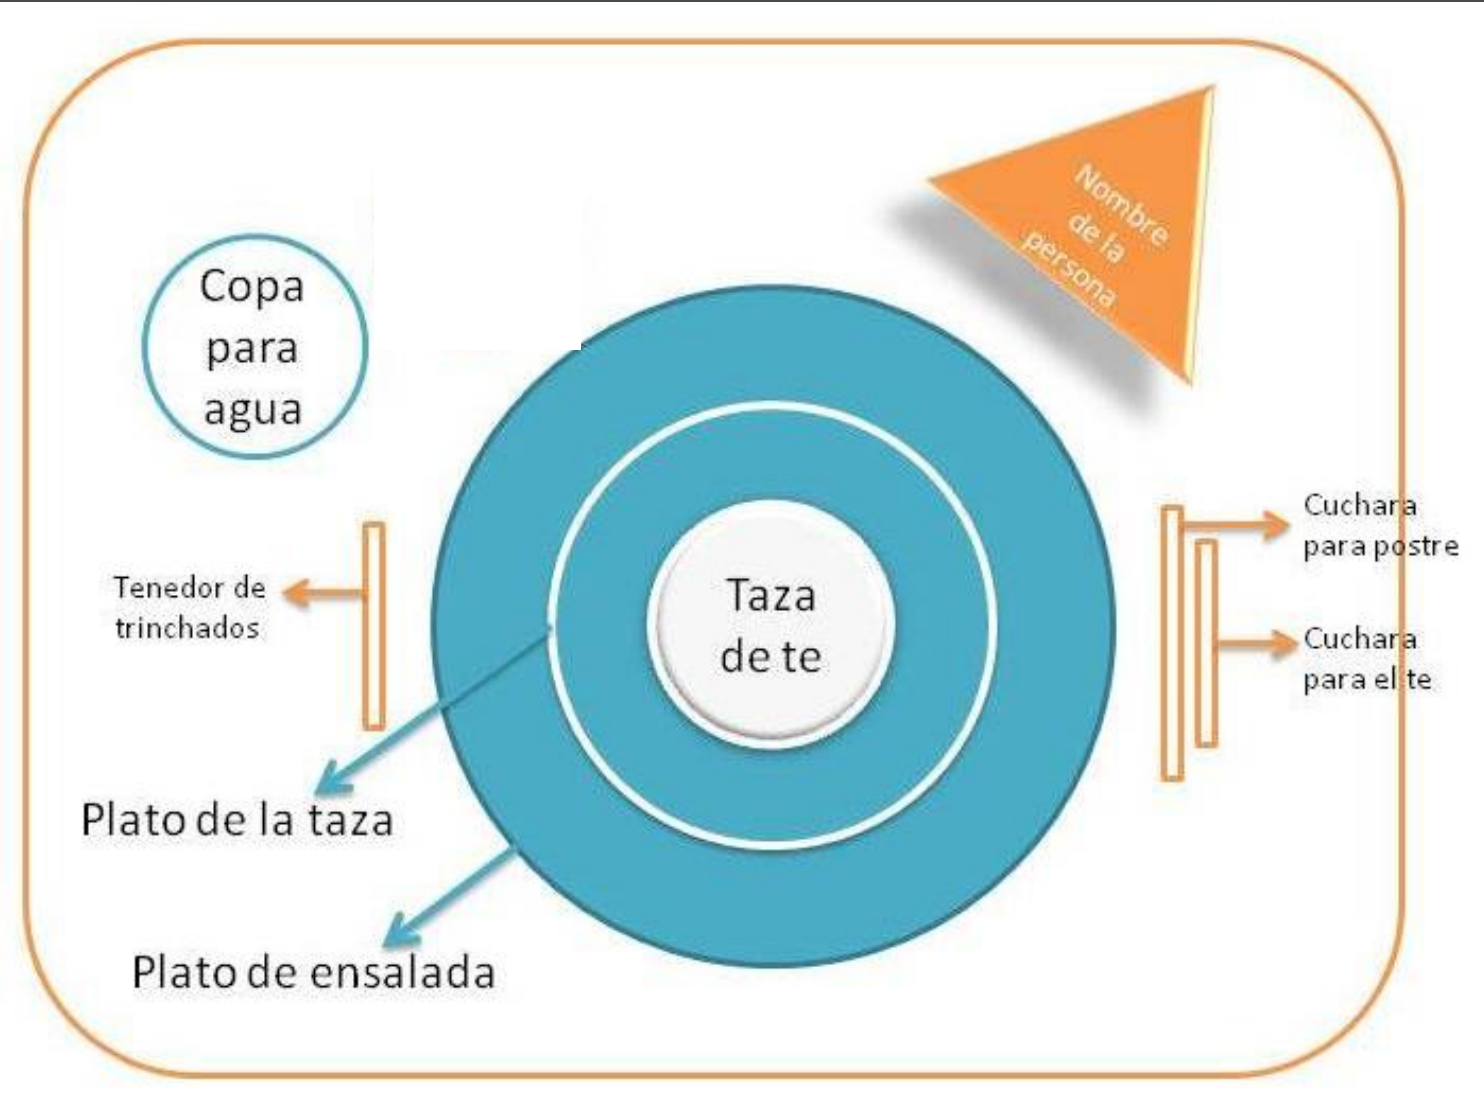 Nombre
de la
persona
Copa
para
agua
Taza
de te
Tenedor de
trinchados
Cuchara
para postre
Cuchara
para el te
Plato de la taza
Plato de ensalada